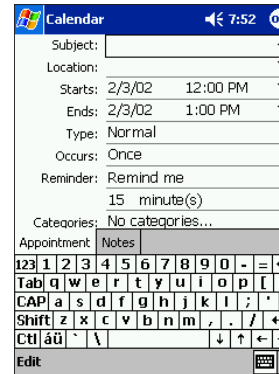 Calendar 7:52
Subject:
Location:
Starts: 2/3/02 12:00 PM
Ends: 2/3/02 1:00 PM
Type: Normal
Occurs: Once
Reminder: Remind me
15 minute(s)
Categories: No categories...
Appointment Notes
123 1 2 3 4 5 6 7 8 9 0 - =
Tab q w e r t y u i o p [
CAP a s d f g h j k l ; '
Shift z x c v b n m , . /
Ctl áü ` \ ↓ ↑ ←
Edit